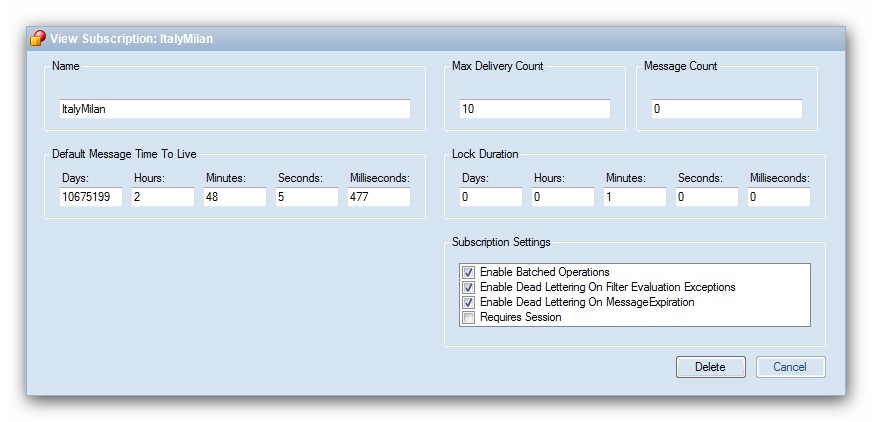 View Subscription: ItalyMilan
Name
ItalyMilan
Max Delivery Count
10
Message Count
0
Default Message Time To Live
Days: Hours: Minutes: Seconds: Milliseconds:
10675199 2 48 5 477
Lock Duration
Days: Hours: Minutes: Seconds: Milliseconds:
0 0 1 0 0
Subscription Settings
Enable Batched Operations
Enable Dead Lettering On Filter Evaluation Exceptions
Enable Dead Lettering On MessageExpiration
Requires Session
Delete Cancel